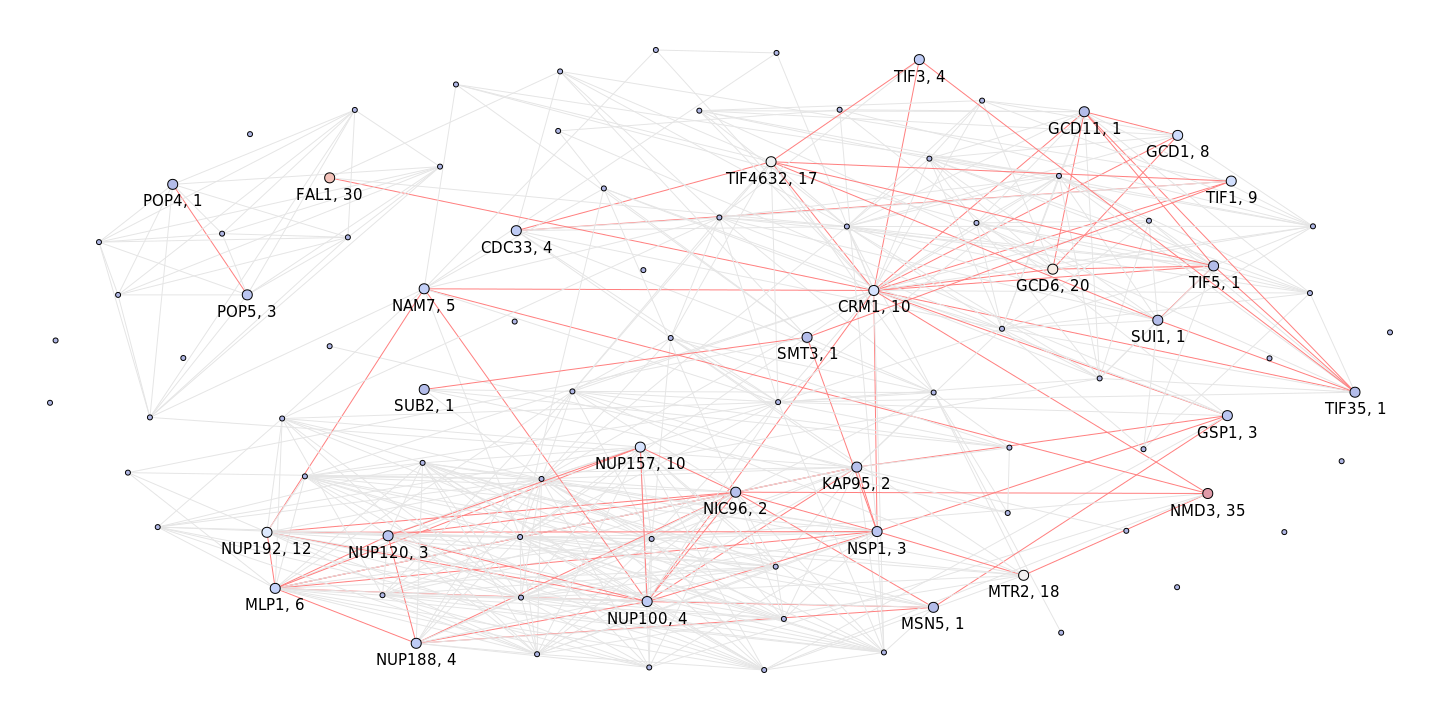 TIF3, 4
GCD11, 1
GCD1, 8
TIF4632, 17
TIF1, 9
POP4, 1
FAL1, 30
CDC33, 4
GCD6, 20
TIF5, 1
NAM7, 5
CRM1, 10
POP5, 3
SUI1, 1
SMT3, 1
SUB2, 1
TIF35, 1
GSP1, 3
NUP157, 10
KAP95, 2
NIC96, 2
NMD3, 35
NUP192, 12
NUP120, 3
NSP1, 3
MTR2, 18
MLP1, 6
NUP100, 4
MSN5, 1
NUP188, 4